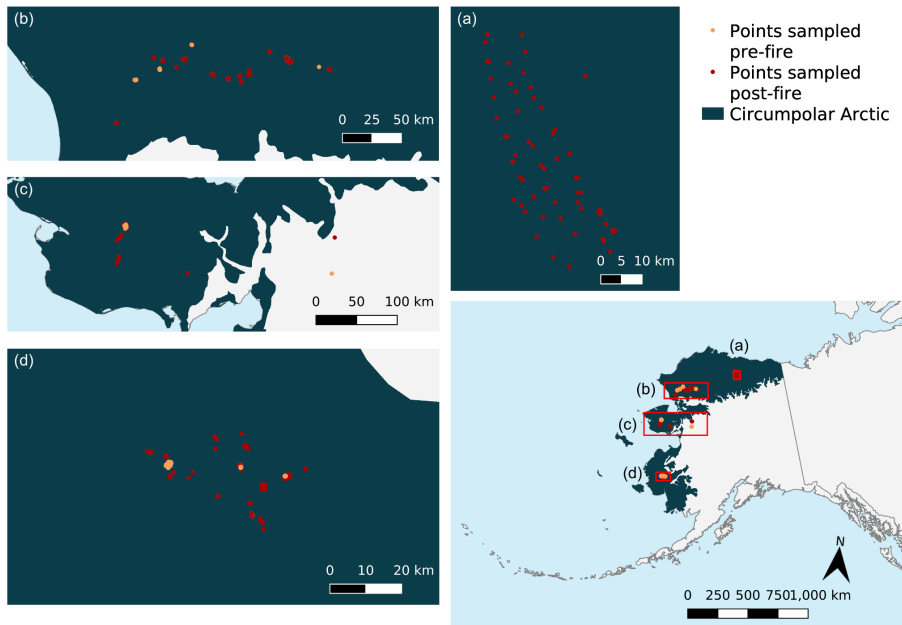 (b)
0 25 50 km
(a)
0 5 10 km
Points sampled
pre-fire
Points sampled
post-fire
Circumpolar Arctic
(c)
0 50 100 km
(d)
0 10 20 km
(a)
(b)
(c)
(d)
N
0 250 500 750 1,000 km